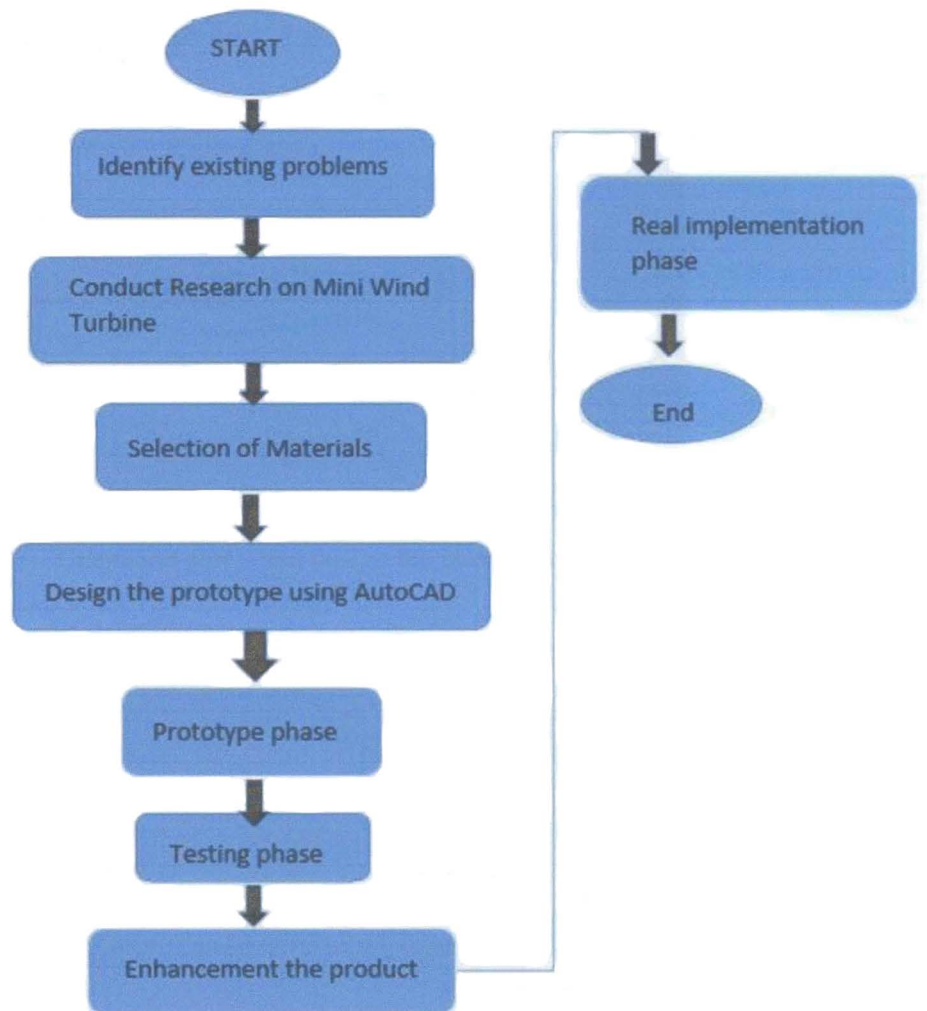 START
Identify existing problems
Conduct Research on Mini Wind
Turbine
Selection of Materials
Design the prototype using AutoCAD
Prototype phase
Testing phase
Enhancement the product
Real implementation
phase
End